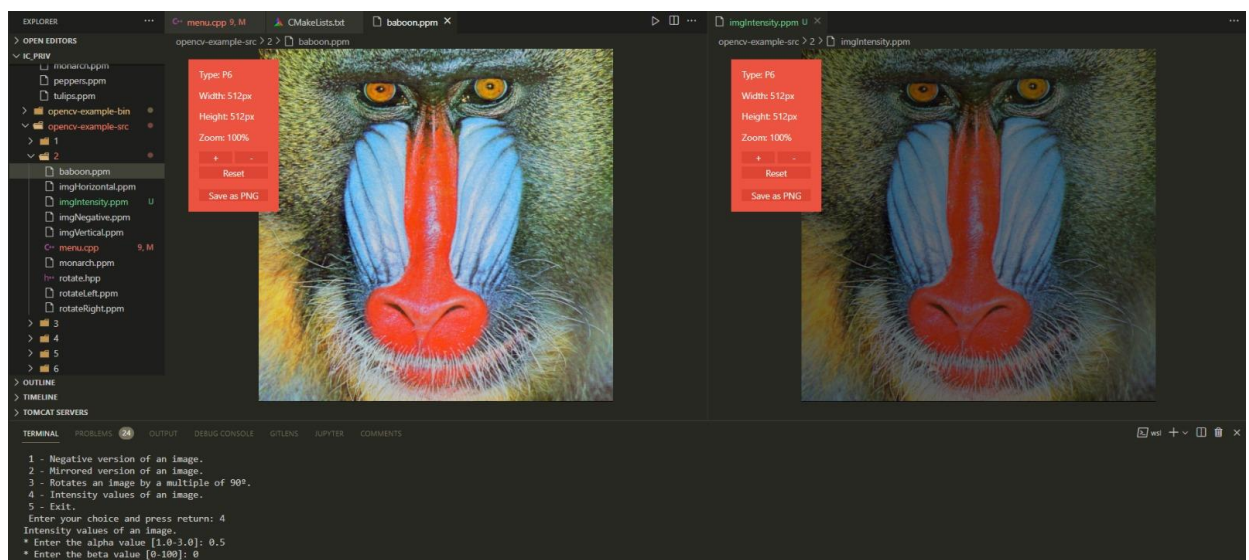 EXPLORER ...
OPEN EDITORS
IC_PRIV
monarch.ppm
peppers.ppm
tulips.ppm
opencv-example-bin
opencv-example-src
1
2
baboon.ppm
imgHorizontal.ppm
imgIntensity.ppm U
imgNegative.ppm
imgVertical.ppm
menu.cpp 9, M
monarch.ppm
rotate.hpp
rotateLeft.ppm
rotateRight.ppm
3
4
5
6
OUTLINE
TIMELINE
TOMCAT SERVERS
menu.cpp 9, M CMakeLists.txt baboon.ppm
opencv-example-src > 2 > baboon.ppm
Type: P6
Width: 512px
Height: 512px
Zoom: 100%
+ -
Reset
Save as PNG
imgIntensity.ppm U
opencv-example-src > 2 > imgIntensity.ppm
Type: P6
Width: 512px
Height: 512px
Zoom: 100%
+ -
Reset
Save as PNG
TERMINAL PROBLEMS 24 OUTPUT DEBUG CONSOLE GITLENS JUPYTER COMMENTS
wsl
1 - Negative version of an image.
2 - Mirrored version of an image.
3 - Rotates an image by a multiple of 90º.
4 - Intensity values of an image.
5 - Exit.
Enter your choice and press return: 4
Intensity values of an image.
* Enter the alpha value [1.0-3.0]: 0.5
* Enter the beta value [0-100]: 0